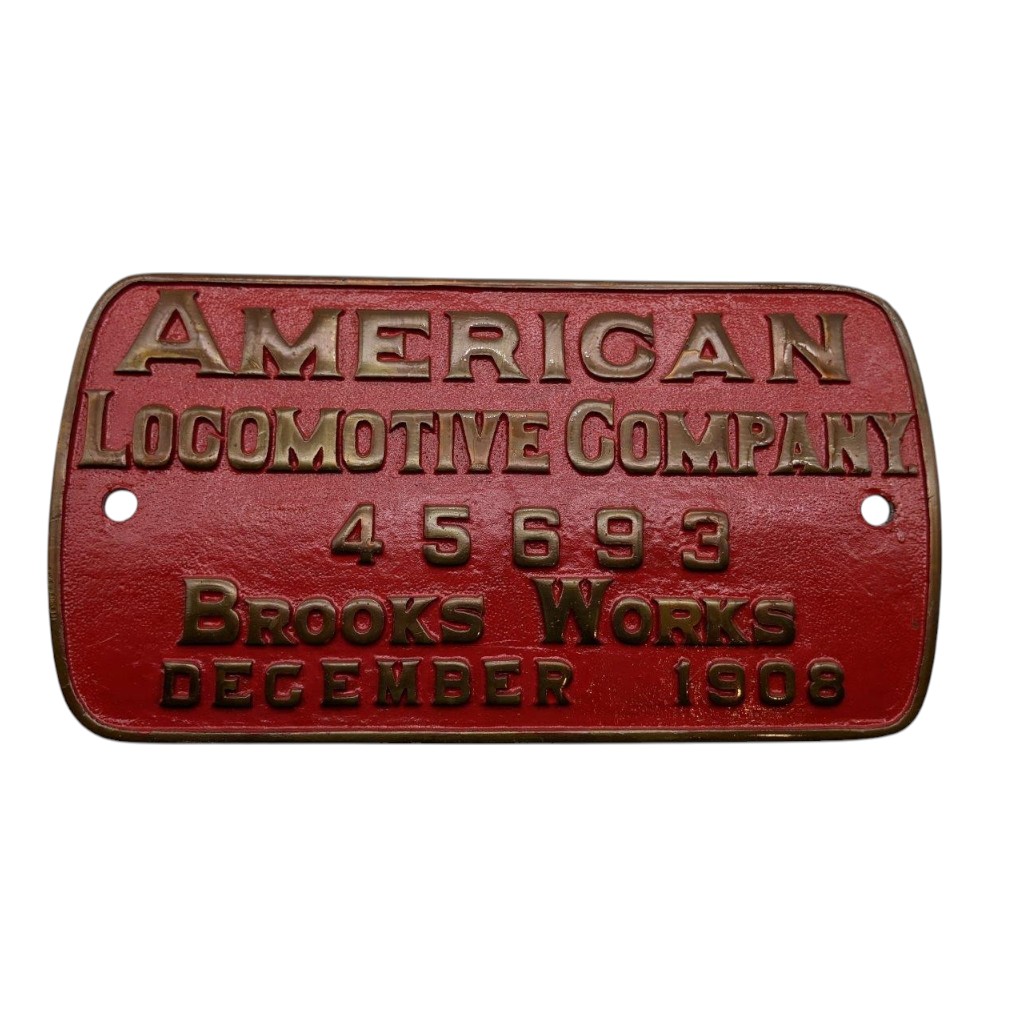 AMERICAN
LOCOMOTIVE COMPANY.
45693
BROOKS WORKS
DECEMBER 1908